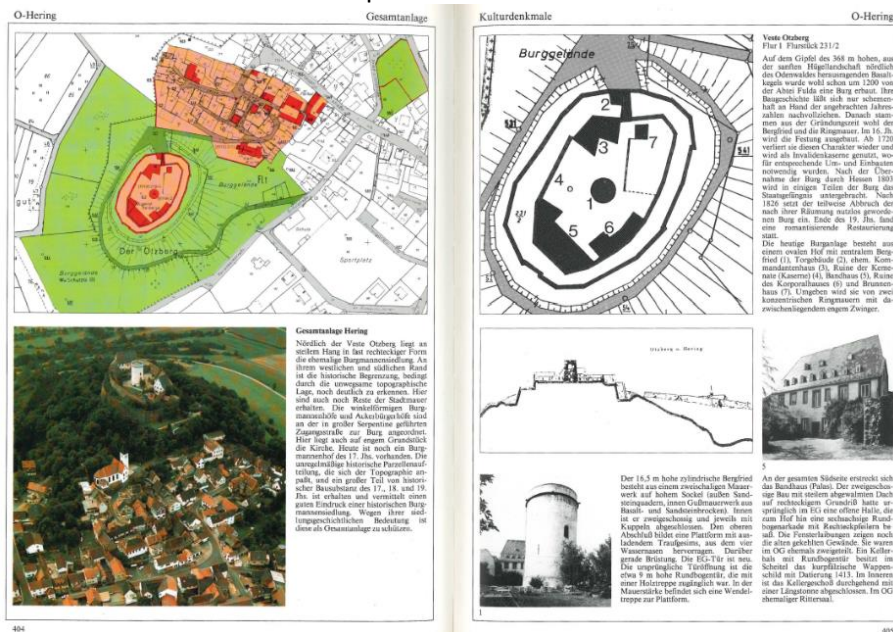 O-Hering
Gesamtanlage
Burggelände
Der Otzberg
Burggelände
Sportplatz
Gesamtanlage Hering
Nördlich der Veste Otzberg liegt an
steilem Hang in fast rechteckiger Form
die ehemalige Burgmannensiedlung. An
ihrem westlichen und südlichen Rand
ist die historische Begrenzung, bedingt
durch die unwegsame topographische
Lage, noch deutlich zu erkennen. Hier
sind auch noch Reste der Stadtmauer
erhalten. Die winkelförmigen Burg-
mannenhöfe und Ackerbürgerhöfe sind
an der in großer Serpentine geführten
Zugangsstraße zur Burg angeordnet.
Hier liegt auch auf engem Grundstück
die Kirche. Heute ist noch ein Burg-
mannenhof des 17. Jhs. vorhanden. Die
unregelmäßige historische Parzellenauf-
teilung, die sich der Topographie an-
paßt, und ein großer Teil von histori-
scher Bausubstanz des 17., 18. und 19.
Jhs. ist erhalten und vermittelt einen
guten Eindruck einer historischen Burg-
mannensiedlung. Wegen ihrer sied-
lungsgeschichtlichen Bedeutung ist
diese als Gesamtanlage zu schützen.
404
Kulturdenkmale
O-Hering
Burggelände
2
3
7
4
1
5
6
Veste Otzberg
Flur 1 Flurstück 231/2
Auf dem Gipfel des 368 m hohen, aus
der sanften Hügellandschaft nördlich
des Odenwaldes herausragenden Basalt-
kegels wurde wohl schon um 1200 von
der Abtei Fulda eine Burg erbaut. Ihre
Baugeschichte läßt sich nur schemen-
haft an Hand der angebrachten Jahres-
zahlen nachvollziehen. Danach stam-
men aus der Gründungszeit wohl der
Bergfried und die Ringmauer. Im 16. Jh.
wird die Festung ausgebaut. Ab 1720
verliert sie diesen Charakter wieder und
wird als Invalidenkaserne genutzt, wo-
für entsprechende Um- und Einbauten
notwendig wurden. Nach der Über-
nahme der Burg durch Hessen 1803
wird in einigen Teilen der Burg das
Staatsgefängnis untergebracht. Nach
1826 setzt der teilweise Abbruch der
nach ihrer Räumung nutzlos geworde-
nen Burg ein. Ende des 19. Jhs. fand
eine romantisierende Restaurierung
statt.
Die heutige Burganlage besteht aus
einem ovalen Hof mit zentralem Berg-
fried (1), Torgebäude (2), ehem. Kom-
mandantenhaus (3), Ruine der Keme-
nate (Kaserne) (4), Bandhaus (5), Ruine
des Korporalhauses (6) und Brunnen-
haus (7). Umgeben wird sie von zwei
konzentrischen Ringmauern mit da-
zwischenliegendem engem Zwinger.
Otzberg u. Hering
5
1
Der 16,5 m hohe zylindrische Bergfried
besteht aus einem zweischaligen Mauer-
werk auf hohem Sockel (außen Sand-
steinquadern, innen Gußmauerwerk aus
Basalt- und Sandsteinbrocken). Innen
ist er zweigeschossig und jeweils mit
Kuppeln abgeschlossen. Den oberen
Abschluß bildet eine Plattform mit aus-
ladendem Traufgesims, aus dem vier
Wassernasen hervorragen. Darüber
gerade Brüstung. Die EG-Tür ist neu.
Die ursprüngliche Türöffnung ist die
etwa 9 m hohe Rundbogentür, die mit
einer Holztreppe zugänglich war. In der
Mauerstärke befindet sich eine Wendel-
treppe zur Plattform.
An der gesamten Südseite erstreckt sich
das Bandhaus (Palas). Der zweigeschos-
sige Bau mit steilem abgewalmten Dach
auf rechteckigem Grundriß hatte ur-
sprünglich im EG eine offene Halle, die
zum Hof hin eine sechsachsige Rund-
bogenarkade mit Rechteckpfeilern be-
saß. Die Fensterlaibungen zeigen noch
die alten gekehlten Gewände. Sie waren
im OG ehemals zweigeteilt. Ein Keller-
hals mit Rundbogentür besitzt im
Scheitel das kurpfälzische Wappen-
schild mit Datierung 1413. Im Inneren
ist das Kellergeschoß durchgehend mit
einer Längstonne abgeschlossen. Im OG
ehemaliger Rittersaal.
405